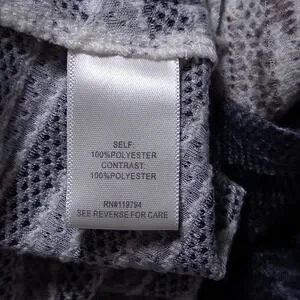 SELF:
100%POLYESTER
CONTRAST:
100%POLYESTER
RN#119794
SEE REVERSE FOR CARE